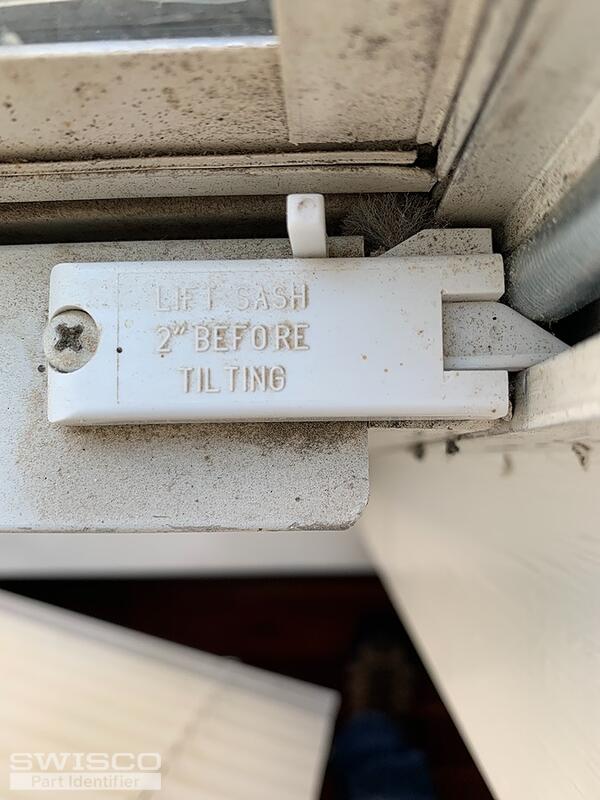 LIFT SASH
2" BEFORE
TILTING
SWISCO
Part Identifier